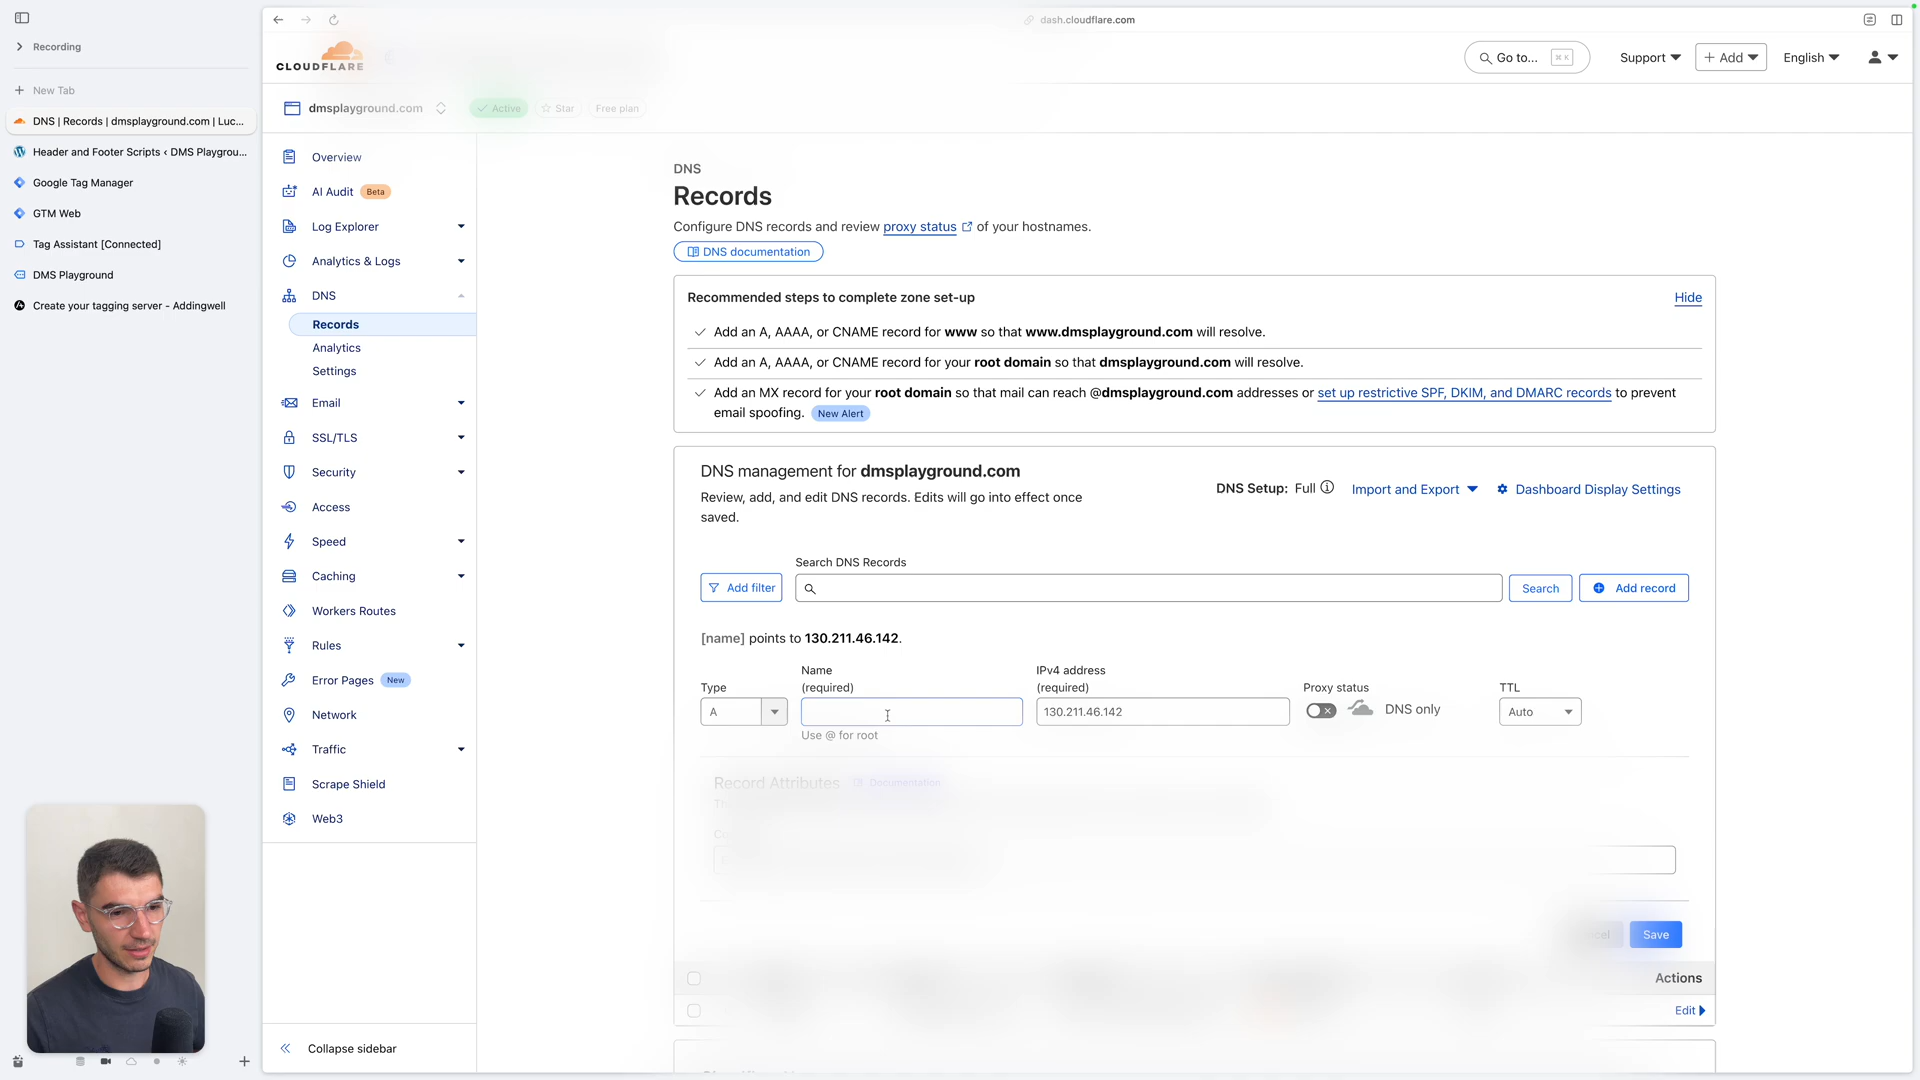 Recording
New Tab
DNS | Records | dmsplayground.com | Luc...
Header and Footer Scripts ‹ DMS Playgrou...
Google Tag Manager
GTM Web
Tag Assistant [Connected]
DMS Playground
Create your tagging server - Addingwell
dash.cloudflare.com
CLOUDFLARE
Go to... ⌘ K
Support
+ Add
English
dmsplayground.com
Active
Star
Free plan
Overview
AI Audit Beta
Log Explorer
Analytics & Logs
DNS
Records
Analytics
Settings
Email
SSL/TLS
Security
Access
Speed
Caching
Workers Routes
Rules
Error Pages New
Network
Traffic
Scrape Shield
Web3
Collapse sidebar
DNS
Records
Configure DNS records and review proxy status of your hostnames.
DNS documentation
Recommended steps to complete zone set-up
Hide
Add an A, AAAA, or CNAME record for www so that www.dmsplayground.com will resolve.
Add an A, AAAA, or CNAME record for your root domain so that dmsplayground.com will resolve.
Add an MX record for your root domain so that mail can reach @dmsplayground.com addresses or set up restrictive SPF, DKIM, and DMARC records to prevent
email spoofing. New Alert
DNS management for dmsplayground.com
Review, add, and edit DNS records. Edits will go into effect once
saved.
DNS Setup: Full
Import and Export
Dashboard Display Settings
Search DNS Records
Add filter
Search
Add record
[name] points to 130.211.46.142.
Type
A
Name
(required)
Use @ for root
IPv4 address
(required)
130.211.46.142
Proxy status
DNS only
TTL
Auto
Record Attributes
Documentation
Save
Actions
Edit